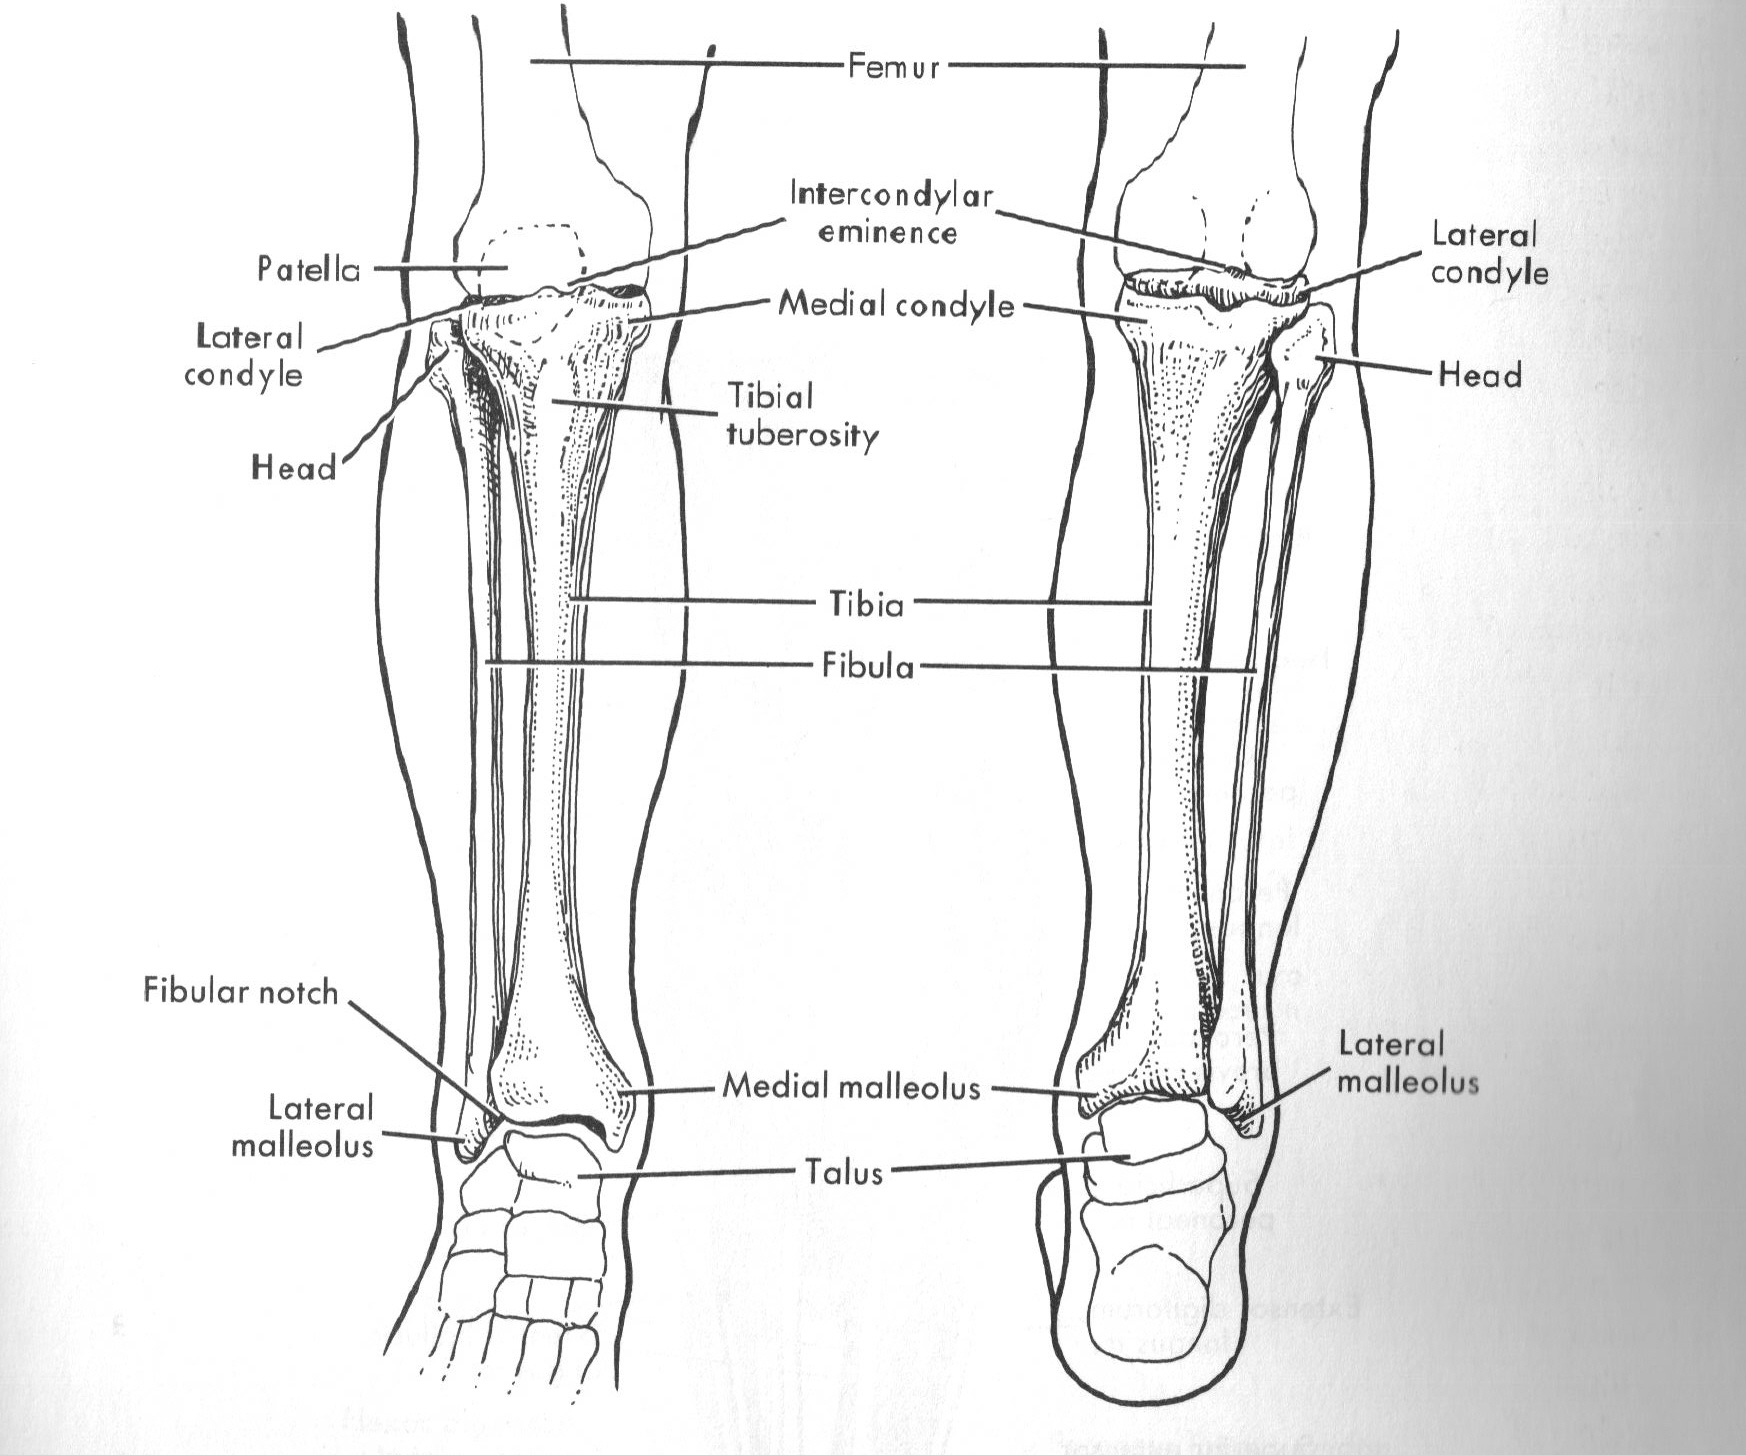 Femur
Intercondylar
eminence
Lateral
condyle
Patella
Medial condyle
Lateral
condyle
Head
Tibial
tuberosity
Head
Tibia
Fibula
Fibular notch
Lateral
malleolus
Medial malleolus
Lateral
malleolus
Talus